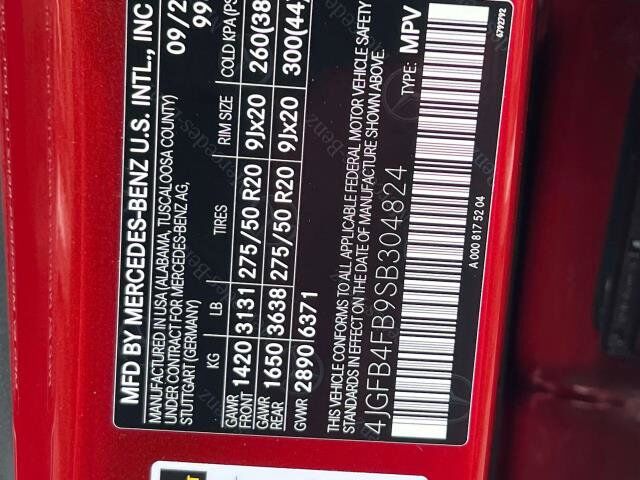 MFD BY MERCEDES-BENZ U.S. INTL., INC
09/2
MANUFACTURED IN USA (ALABAMA, TUSCALOOSA COUNTY)
UNDER CONTRACT FOR MERCEDES-BENZ AG,
STUTTGART (GERMANY)
99
KG LB TIRES RIM SIZE COLD KPA(PS
GAWR FRONT 1420 3131 275/50 R20 9Jx20 260(38
GAWR REAR 1650 3638 275/50 R20 9Jx20 300(44
GVWR 2890 6371
THIS VEHICLE CONFORMS TO ALL APPLICABLE FEDERAL MOTOR VEHICLE SAFETY
STANDARDS IN EFFECT ON THE DATE OF MANUFACTURE SHOWN ABOVE.
4JGFB4FB9SB304824 TYPE: MPV
A 000 817 52 04
6792792